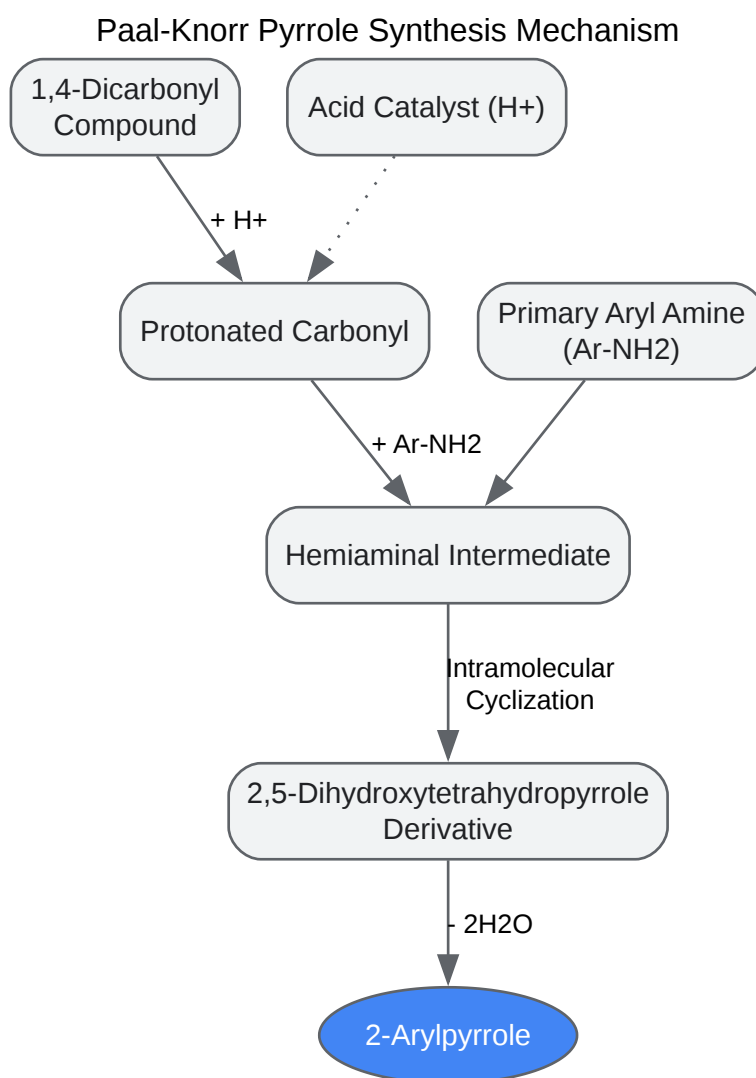 Paal-Knorr Pyrrole Synthesis Mechanism
1,4-Dicarbonyl
Compound
Acid Catalyst (H+)
+ H+
Protonated Carbonyl
Primary Aryl Amine
(Ar-NH2)
+ Ar-NH2
Hemiaminal Intermediate
Intramolecular
Cyclization
2,5-Dihydroxytetrahydropyrrole
Derivative
- 2H2O
2-Arylpyrrole